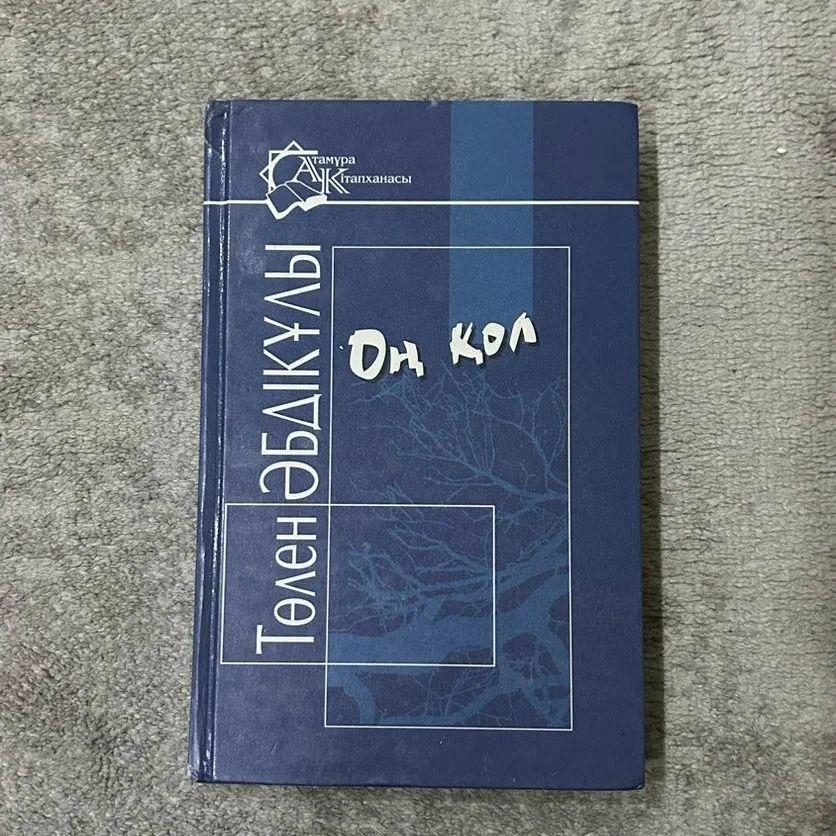 Атамұра
Кітапханасы
Төлен ӘБДІКҰЛЫ
Оң қол